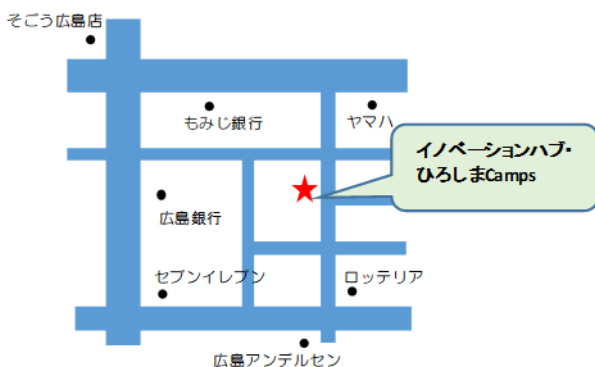 そごう広島店
もみじ銀行
ヤマハ
イノベーションハブ・
ひろしまCamps
広島銀行
セブンイレブン
ロッテリア
広島アンデルセン